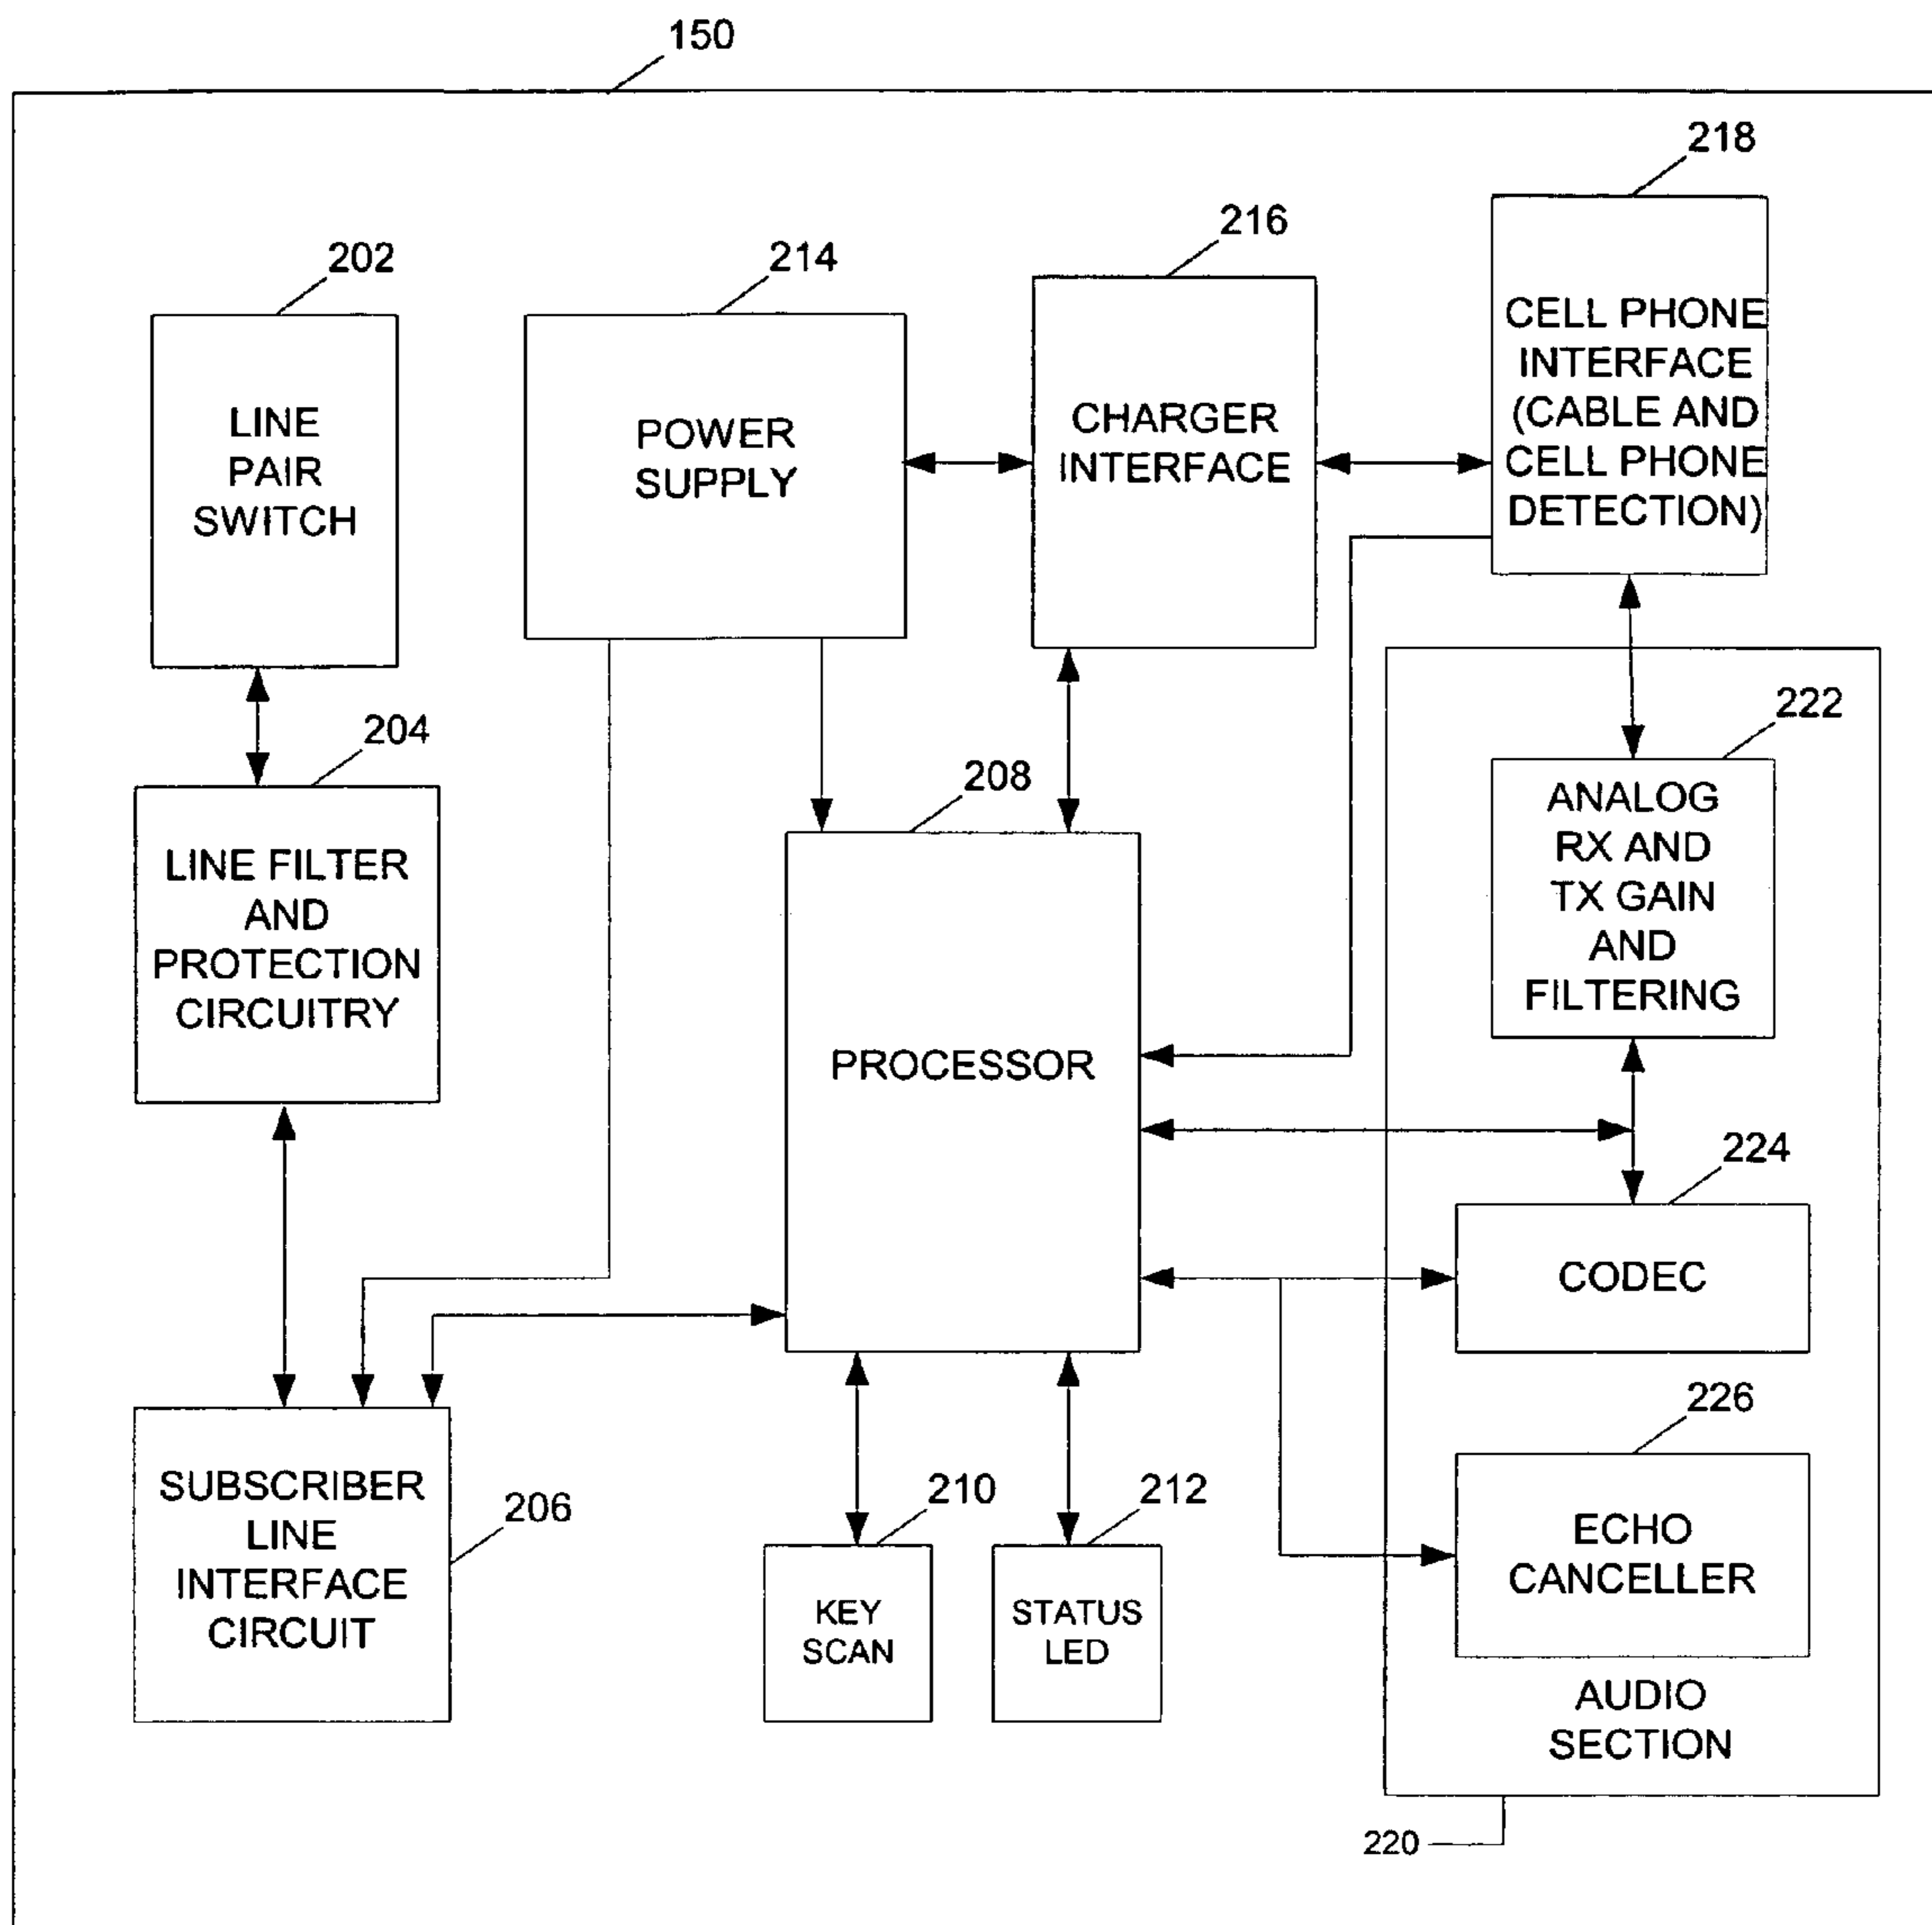 150
218
216
202
214
CELL PHONE
INTERFACE
(CABLE AND
CELL PHONE
DETECTION)
LINE
PAIR
SWITCH
POWER
SUPPLY
CHARGER
INTERFACE
222
204
208
ANALOG
RX AND
TX GAIN
AND
FILTERING
LINE FILTER
AND
PROTECTION
CIRCUITRY
PROCESSOR
224
CODEC
226
SUBSCRIBER
LINE
INTERFACE
CIRCUIT
206
210
212
ECHO
CANCELLER
KEY
SCAN
STATUS
LED
AUDIO
SECTION
220